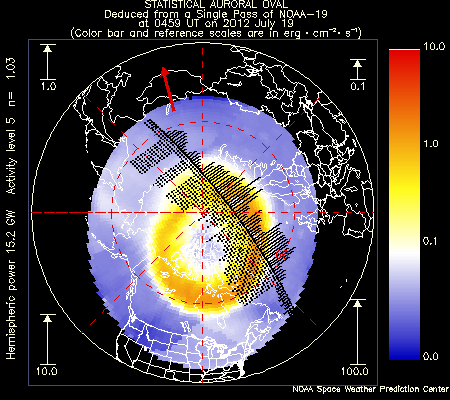 STATISTICAL AURORAL OVAL
Deduced from a Single Pass of NOAA-19
at 0459 UT on 2012 July 19
(Color bar and reference scales are in erg · cm⁻² · s⁻¹)
Hemispheric power 15.2 GW Activity level 5 n= 1.03
1.0
0.1
10.0
100.0
10.0
1.0
0.1
0.0
NOAA Space Weather Prediction Center